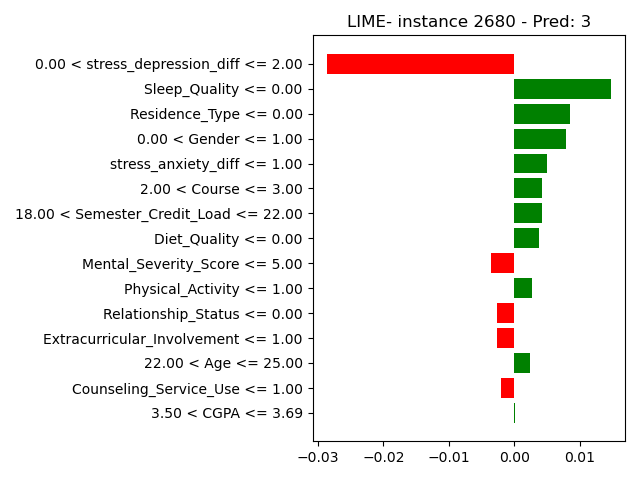 LIME- instance 2680 - Pred: 3
0.00 < stress_depression_diff <= 2.00
Sleep_Quality <= 0.00
Residence_Type <= 0.00
0.00 < Gender <= 1.00
stress_anxiety_diff <= 1.00
2.00 < Course <= 3.00
18.00 < Semester_Credit_Load <= 22.00
Diet_Quality <= 0.00
Mental_Severity_Score <= 5.00
Physical_Activity <= 1.00
Relationship_Status <= 0.00
Extracurricular_Involvement <= 1.00
22.00 < Age <= 25.00
Counseling_Service_Use <= 1.00
3.50 < CGPA <= 3.69
−0.03 −0.02 −0.01 0.00 0.01